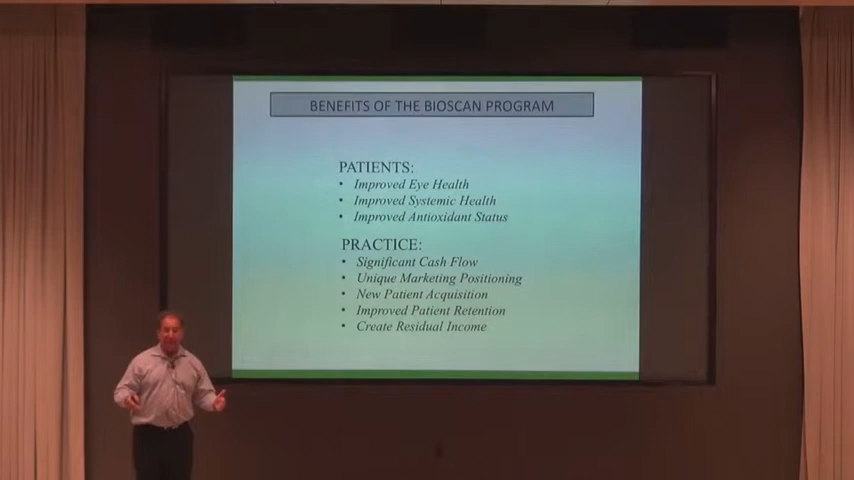 BENEFITS OF THE BIOSCAN PROGRAM
PATIENTS:
• Improved Eye Health
• Improved Systemic Health
• Improved Antioxidant Status
PRACTICE:
• Significant Cash Flow
• Unique Marketing Positioning
• New Patient Acquisition
• Improved Patient Retention
• Create Residual Income